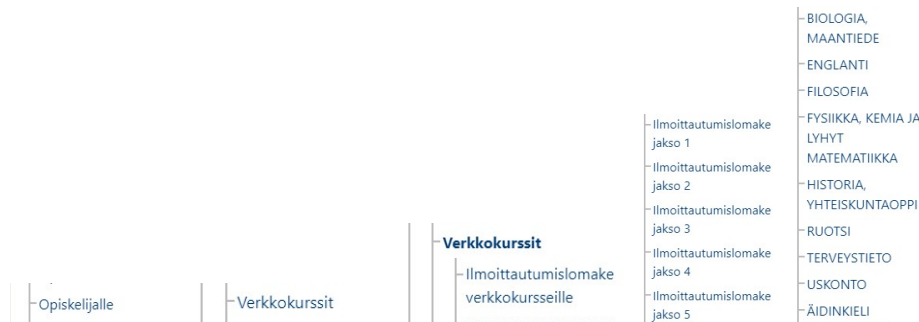 Opiskelijalle
Verkkokurssit
Verkkokurssit
Ilmoittautumislomake
verkkokursseille
Ilmoittautumislomake
jakso 1
Ilmoittautumislomake
jakso 2
Ilmoittautumislomake
jakso 3
Ilmoittautumislomake
jakso 4
Ilmoittautumislomake
jakso 5
BIOLOGIA,
MAANTIEDE
ENGLANTI
FILOSOFIA
FYSIIKKA, KEMIA JA
LYHYT
MATEMATIIKKA
HISTORIA,
YHTEISKUNTAOPPI
RUOTSI
TERVEYSTIETO
USKONTO
ÄIDINKIELI